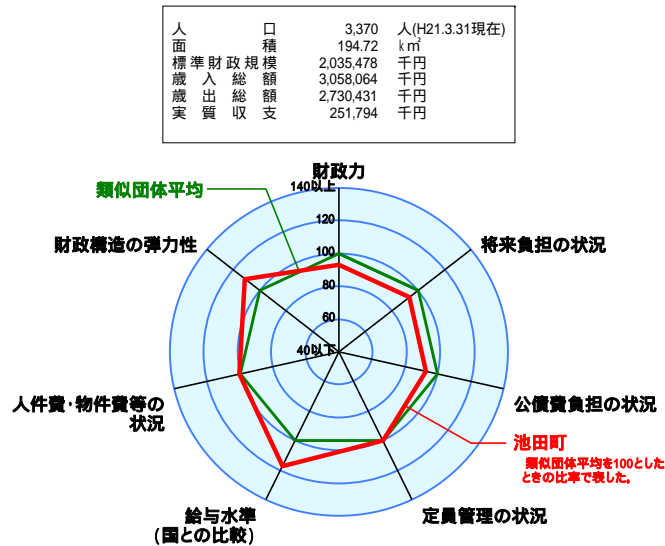 人口 3,370 人(H21.3.31現在)
面積 194.72 k㎡
標準財政規模 2,035,478 千円
歳入総額 3,058,064 千円
歳出総額 2,730,431 千円
実質収支 251,794 千円
財政力
140以上
類似団体平均
120
財政構造の弾力性
将来負担の状況
100
80
60
40以下
人件費・物件費等の
状況
公債費負担の状況
池田町
類似団体平均を100とした
ときの比率で表した。
給与水準
(国との比較)
定員管理の状況